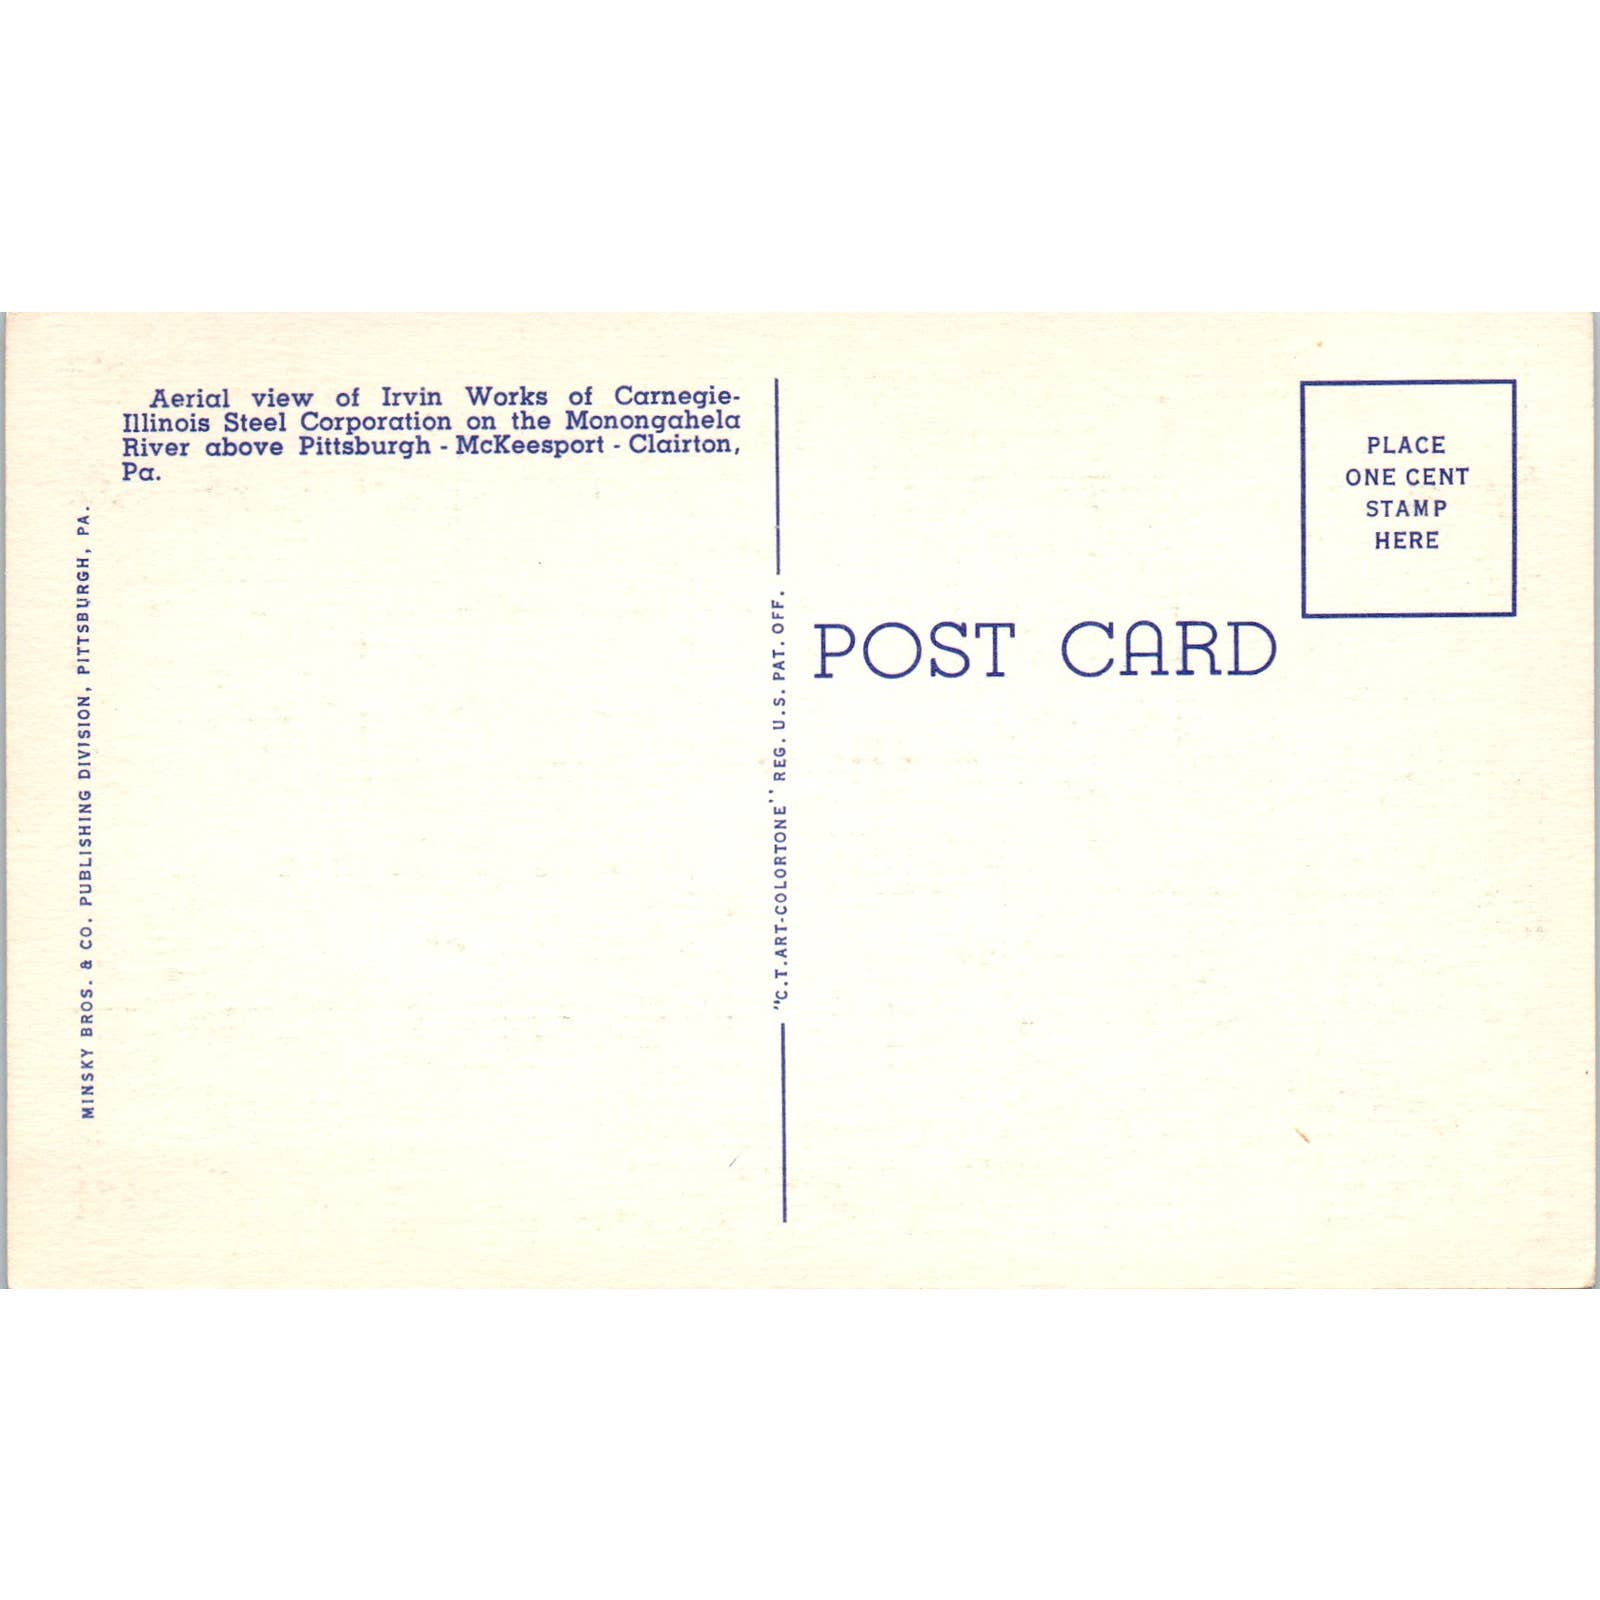 Aerial view of Irvin Works of Carnegie-
Illinois Steel Corporation on the Monongahela
River above Pittsburgh - McKeesport - Clairton,
Pa.
MINSKY BROS. & CO. PUBLISHING DIVISION, PITTSBURGH, PA.
"C.T.ART-COLORTONE" REG. U.S. PAT. OFF.
POST CARD
PLACE
ONE CENT
STAMP
HERE